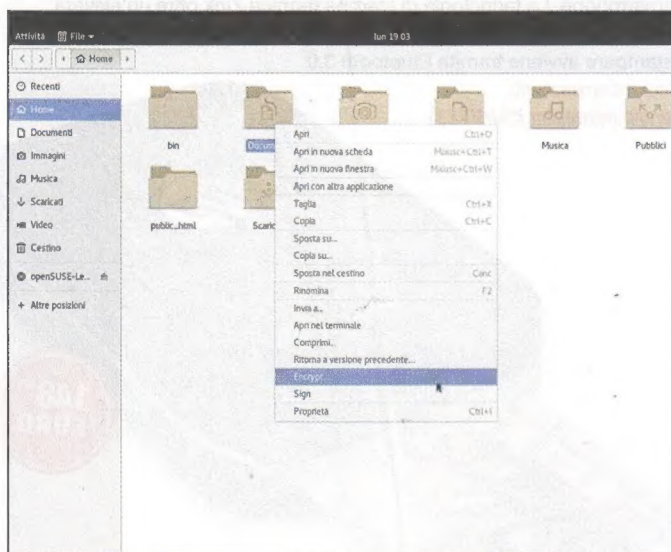 Attività File
lun 19 03
Home
Recenti
Home
Documenti
Immagini
Musica
Scaricati
Video
Cestino
openSUSE-Le...
Altre posizioni
bin
Docum
Musica
Pubblici
public_html
Scaric
Apri Ctrl+O
Apri in nuova scheda Maiusc+Ctrl+T
Apri in nuova finestra Maiusc+Ctrl+W
Apri con altra applicazione
Taglia Ctrl+X
Copia Ctrl+C
Sposta su...
Copia su...
Sposta nel cestino Canc
Rinomina F2
Invia a...
Apri nel terminale
Comprimi...
Ritorna a versione precedente...
Encrypt
Sign
Proprietà Ctrl+I